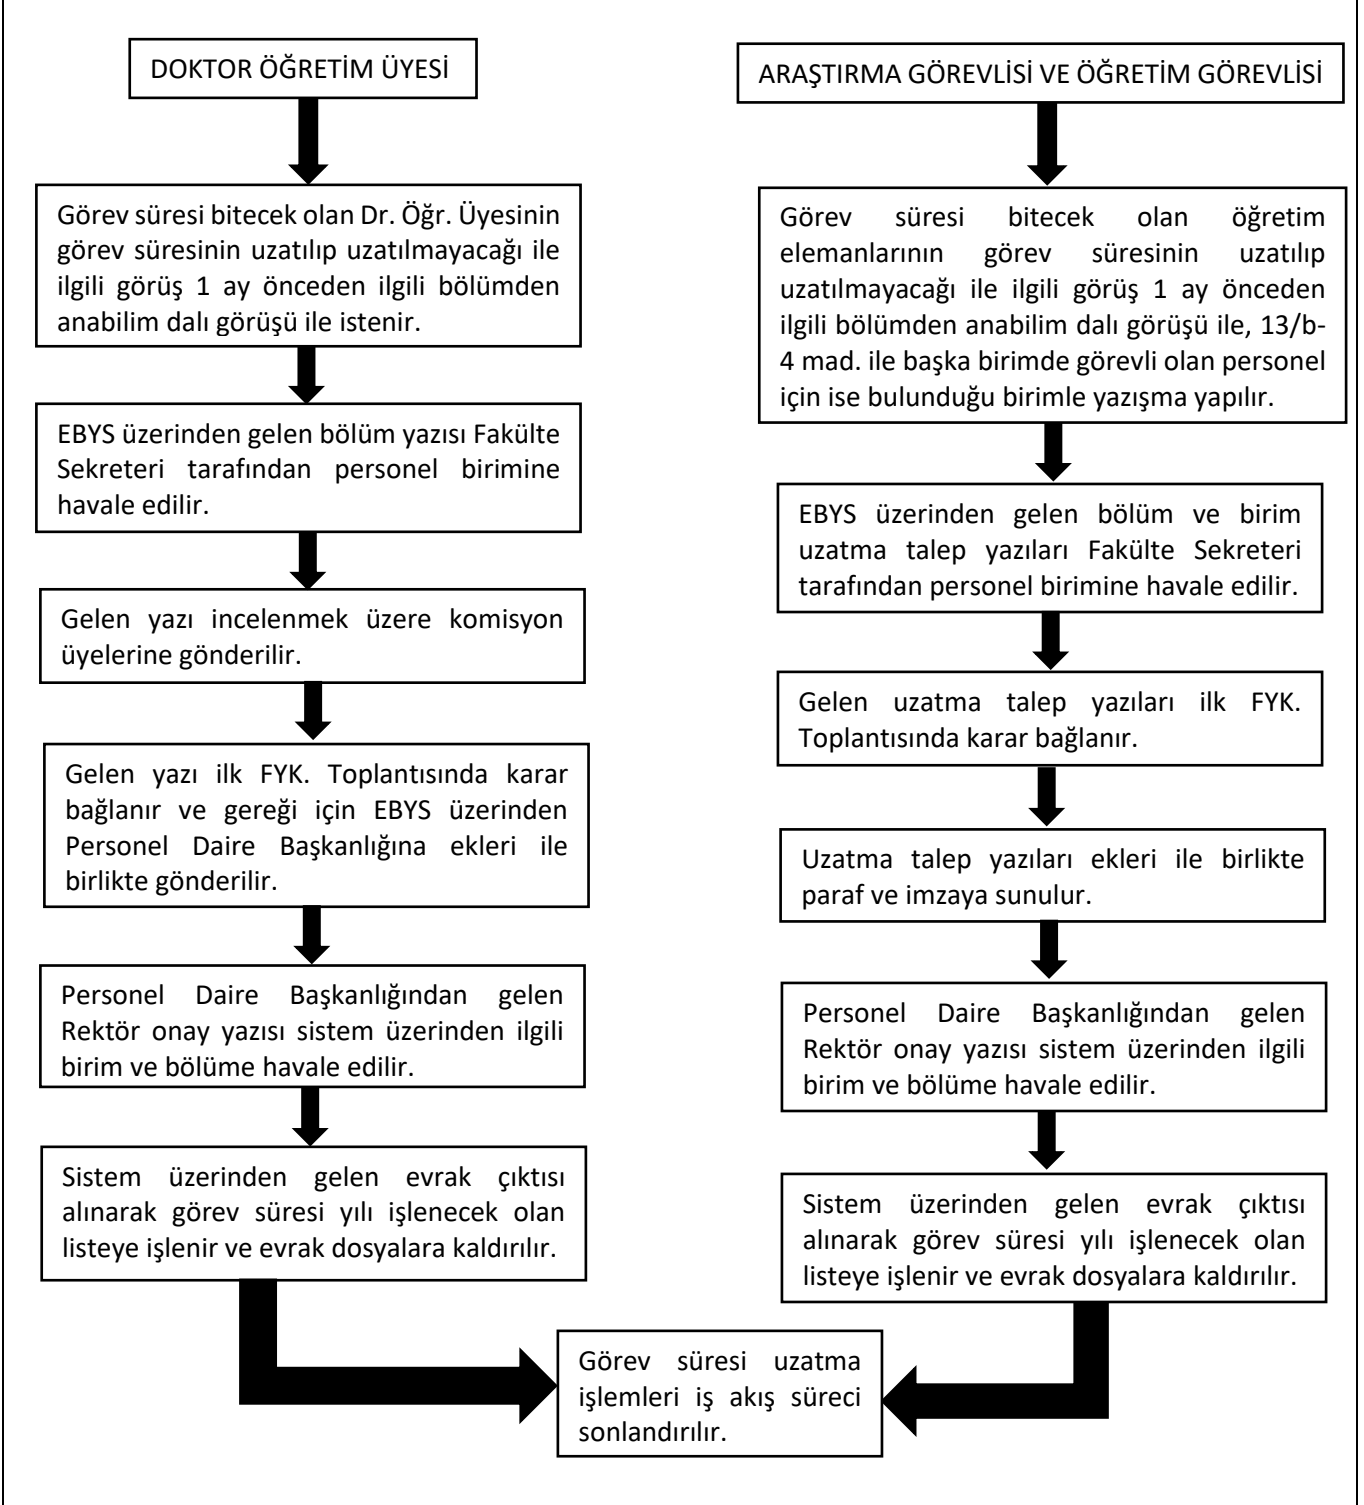 DOKTOR ÖĞRETİM ÜYESİ
Görev süresi bitecek olan Dr. Öğr. Üyesinin
görev süresinin uzatılıp uzatılmayacağı ile
ilgili görüş 1 ay önceden ilgili bölümden
anabilim dalı görüşü ile istenir.
EBYS üzerinden gelen bölüm yazısı Fakülte
Sekreteri tarafından personel birimine
havale edilir.
Gelen yazı incelenmek üzere komisyon
üyelerine gönderilir.
Gelen yazı ilk FYK. Toplantısında karar
bağlanır ve gereği için EBYS üzerinden
Personel Daire Başkanlığına ekleri ile
birlikte gönderilir.
Personel Daire Başkanlığından gelen
Rektör onay yazısı sistem üzerinden ilgili
birim ve bölüme havale edilir.
Sistem üzerinden gelen evrak çıktısı
alınarak görev süresi yılı işlenecek olan
listeye işlenir ve evrak dosyalara kaldırılır.
ARAŞTIRMA GÖREVLİSİ VE ÖĞRETİM GÖREVLİSİ
Görev süresi bitecek olan öğretim
elemanlarının görev süresinin uzatılıp
uzatılmayacağı ile ilgili görüş 1 ay önceden
ilgili bölümden anabilim dalı görüşü ile, 13/b-
4 mad. ile başka birimde görevli olan personel
için ise bulunduğu birimle yazışma yapılır.
EBYS üzerinden gelen bölüm ve birim
uzatma talep yazıları Fakülte Sekreteri
tarafından personel birimine havale edilir.
Gelen uzatma talep yazıları ilk FYK.
Toplantısında karar bağlanır.
Uzatma talep yazıları ekleri ile birlikte
paraf ve imzaya sunulur.
Personel Daire Başkanlığından gelen
Rektör onay yazısı sistem üzerinden ilgili
birim ve bölüme havale edilir.
Sistem üzerinden gelen evrak çıktısı
alınarak görev süresi yılı işlenecek olan
listeye işlenir ve evrak dosyalara kaldırılır.
Görev süresi uzatma
işlemleri iş akış süreci
sonlandırılır.